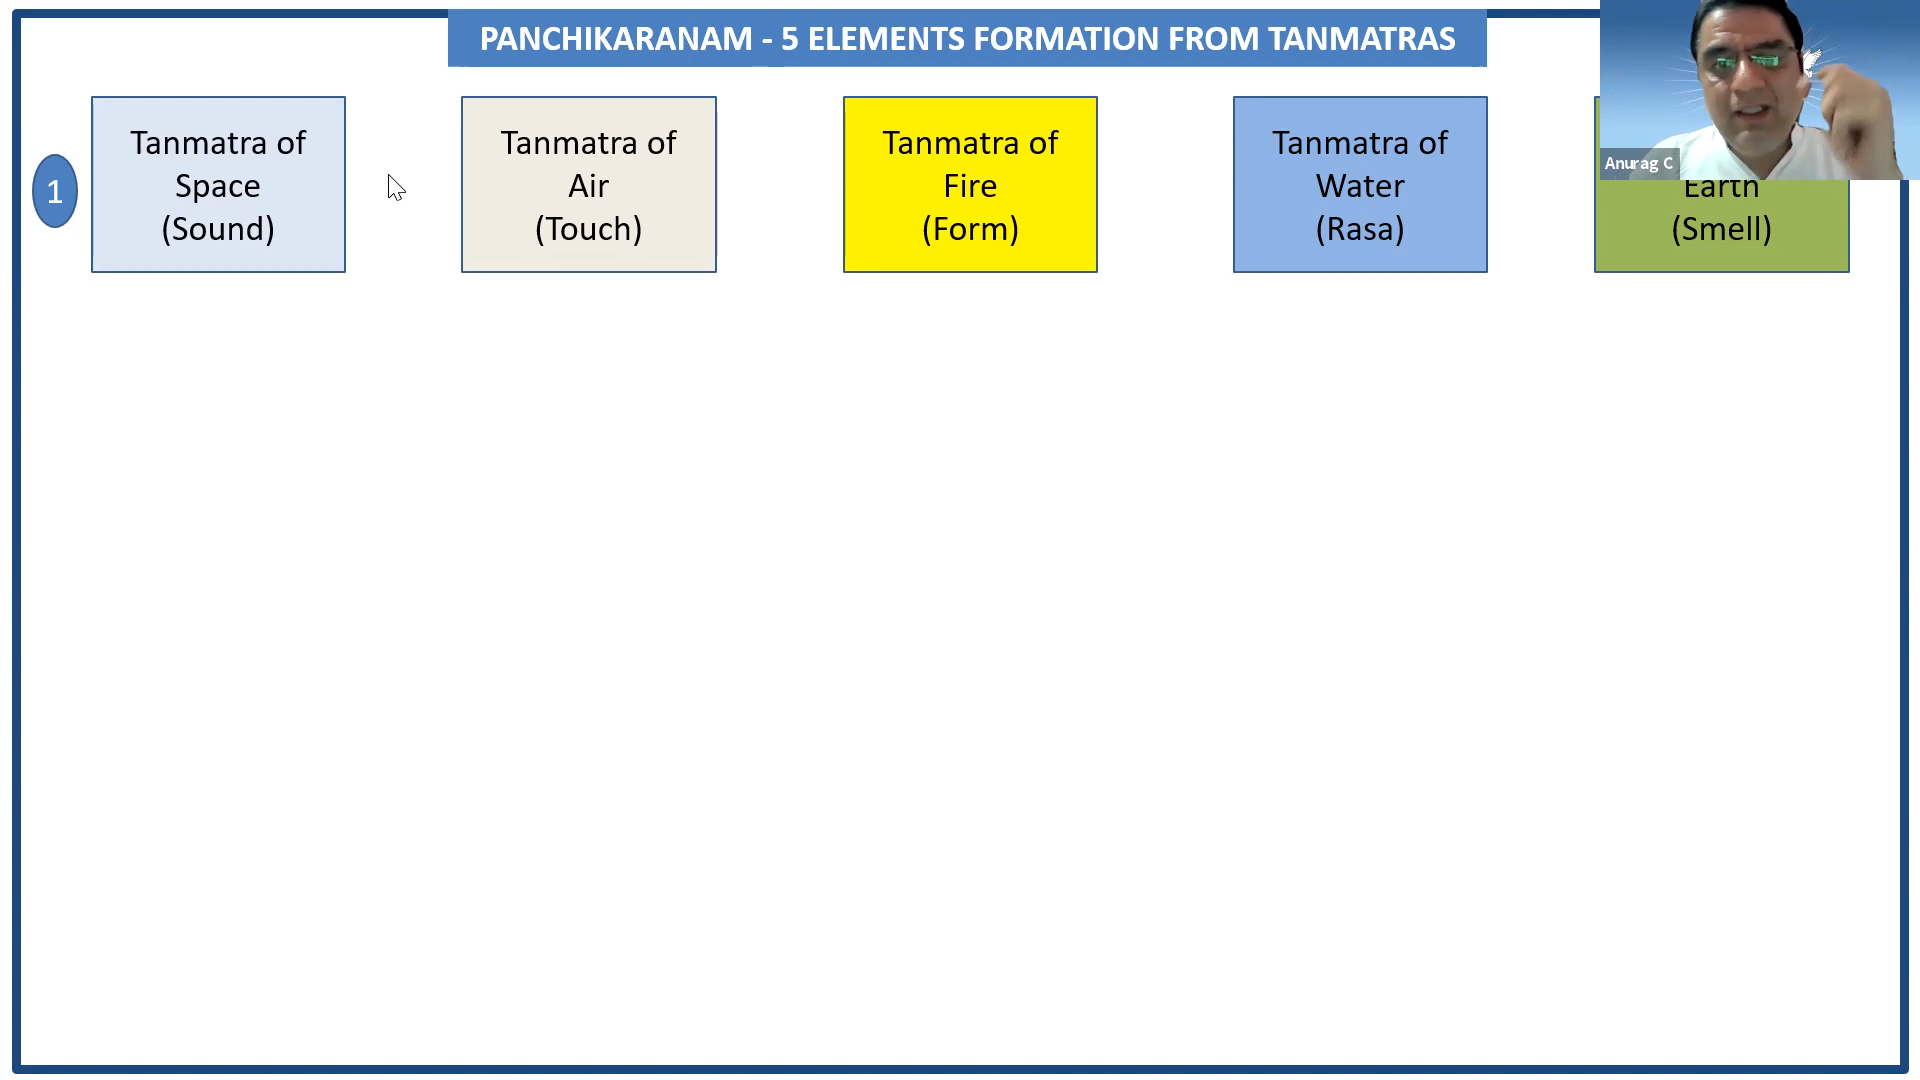 PANCHIKARANAM - 5 ELEMENTS FORMATION FROM TANMATRAS
1
Tanmatra of
Space
(Sound)
Tanmatra of
Air
(Touch)
Tanmatra of
Fire
(Form)
Tanmatra of
Water
(Rasa)
Earth
(Smell)
Anurag C